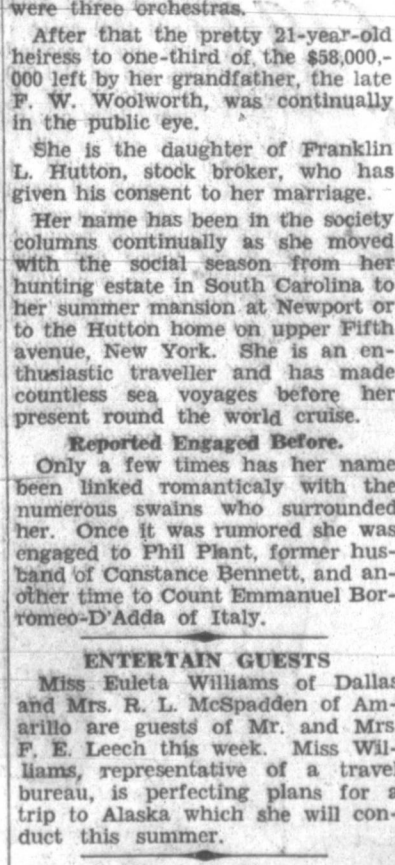 were three orchestras.
After that the pretty 21-year-old
heiress to one-third of the $58,000,-
000 left by her grandfather, the late
F. W. Woolworth, was continually
in the public eye.
She is the daughter of Franklin
L. Hutton, stock broker, who has
given his consent to her marriage.
Her name has been in the society
columns continually as she moved
with the social season from her
hunting estate in South Carolina to
her summer mansion at Newport or
to the Hutton home on upper Fifth
avenue, New York. She is an en-
thusiastic traveller and has made
countless sea voyages before her
present round the world cruise.
Reported Engaged Before.
Only a few times has her name
been linked romanticaly with the
numerous swains who surrounded
her. Once it was rumored she was
engaged to Phil Plant, former hus-
band of Constance Bennett, and an-
other time to Count Emmanuel Bor-
romeo-D'Adda of Italy.
ENTERTAIN GUESTS
Miss Euleta Williams of Dallas
and Mrs. R. L. McSpadden of Am-
arillo are guests of Mr. and Mrs
F. E. Leech this week. Miss Wil-
liams, representative of a travel
bureau, is perfecting plans for a
trip to Alaska which she will con-
duct this summer.